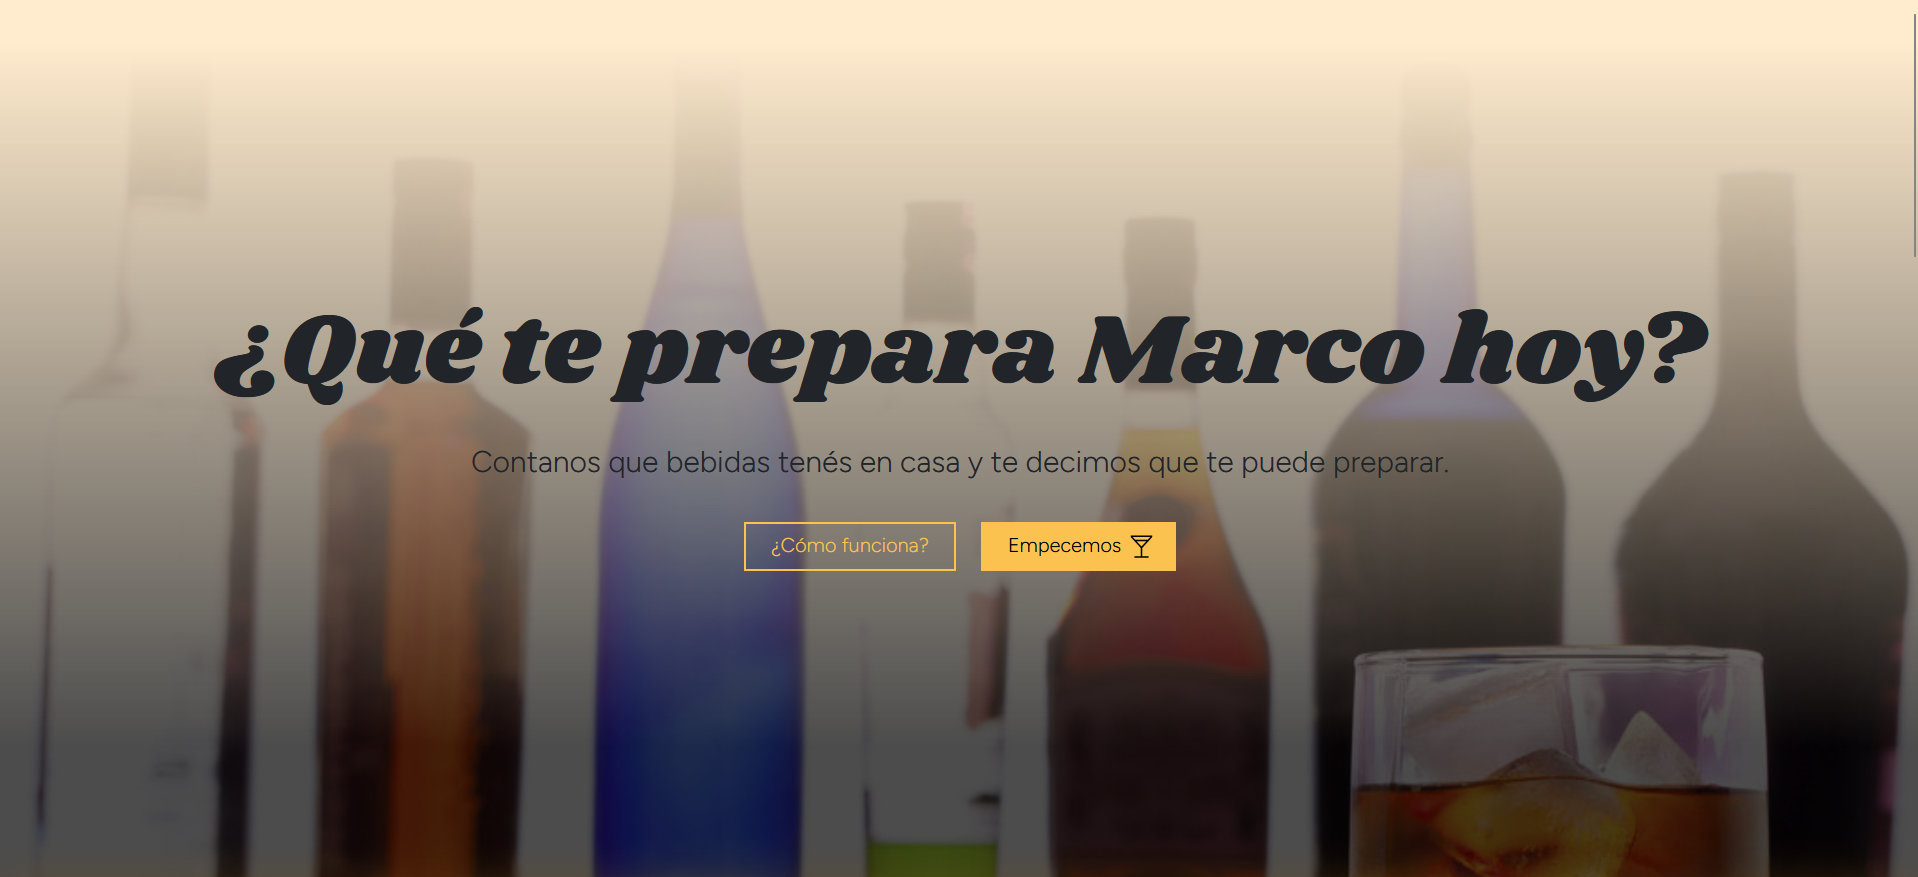 ¿Qué te prepara Marco hoy?
Contanos que bebidas tenés en casa y te decimos que te puede preparar.
¿Cómo funciona?
Empecemos